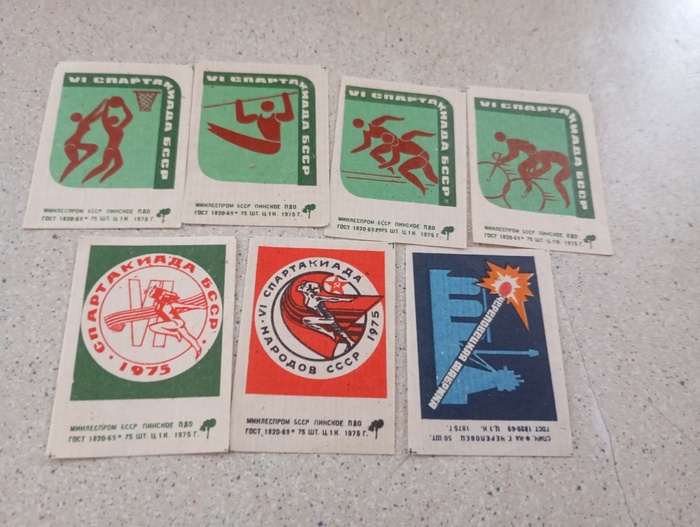 VI СПАРТАКИАДА БССР
МИНЛЕСПРОМ БССР ПИНСКОЕ ПДО
ГОСТ 1820-69* 75 ШТ. Ц. 1 К. 1975 Г.
VI СПАРТАКИАДА БССР
МИНЛЕСПРОМ БССР ПИНСКОЕ ПДО
ГОСТ 1820-69* 75 ШТ. Ц. 1 К. 1975 Г.
VI СПАРТАКИАДА БССР
МИНЛЕСПРОМ БССР ПИНСКОЕ ПДО
ГОСТ 1820-69* 75 ШТ. Ц. 1 К. 1975 Г.
VI СПАРТАКИАДА БССР
МИНЛЕСПРОМ БССР ПИНСКОЕ ПДО
ГОСТ 1820-69* 75 ШТ. Ц. 1 К. 1975 Г.
СПАРТАКИАДА БССР
VI
• 1975 •
МИНЛЕСПРОМ БССР ПИНСКОЕ ПДО
ГОСТ 1820-69* 75 ШТ. Ц. 1 К. 1975 Г.
VI СПАРТАКИАДА
НАРОДОВ СССР 1975
МИНЛЕСПРОМ БССР ПИНСКОЕ ПДО
ГОСТ 1820-69* 75 ШТ. Ц. 1 К. 1975 Г.
ЧЕРЕПОВЕЦКАЯ ФАБРИКА
СПИЧ. Ф-КА ЧЕРЕПОВЕЦ 50 ШТ.
ГОСТ 1820-69 Ц. 1 К. 1975 Г.